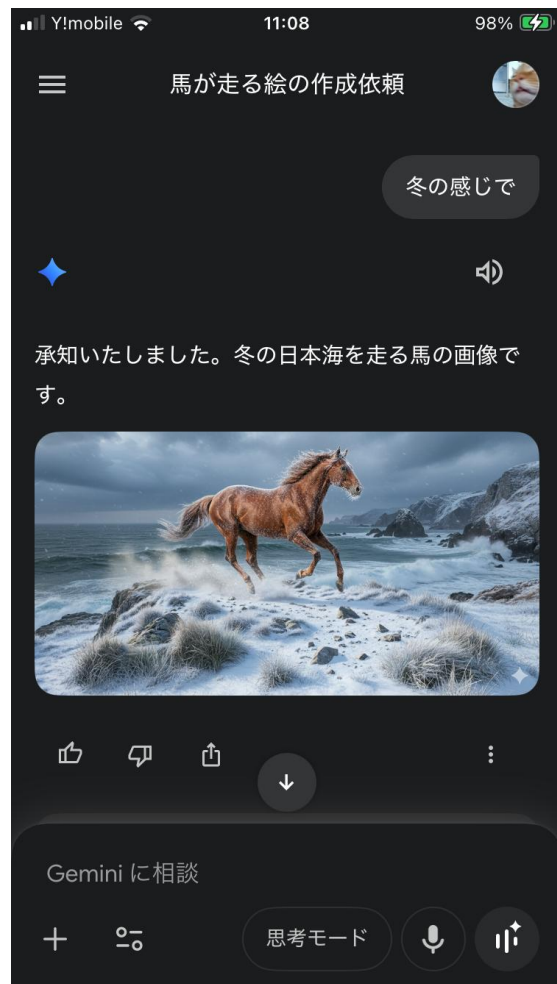 Y!mobile
11:08
98%
馬が走る絵の作成依頼
冬の感じで
承知いたしました。冬の日本海を走る馬の画像で
す。
Gemini に相談
思考モード